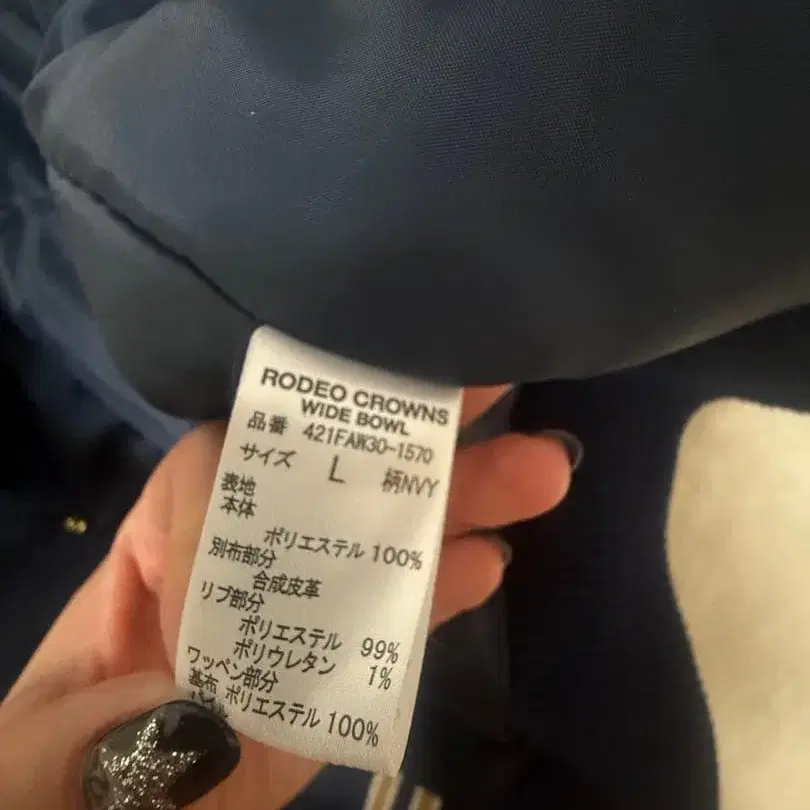 RODEO CROWNS
WIDE BOWL
品番 421FAW30-1570
サイズ L 柄NVY
表地
本体
ポリエステル 100%
別布部分
合成皮革
リブ部分
ポリエステル 99%
ポリウレタン 1%
ワッペン部分
基布 ポリエステル 100%